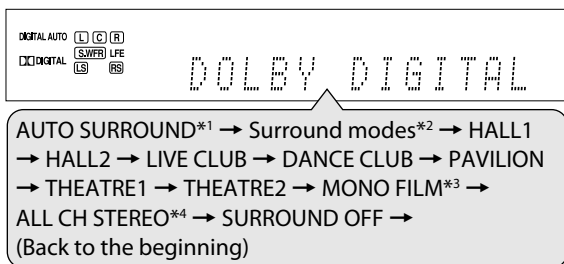 DIGITAL AUTO L C R
DIGITAL S.WFR LFE
LS RS
DOLBY DIGITAL
AUTO SURROUND*1 → Surround modes*2 → HALL1
→ HALL2 → LIVE CLUB → DANCE CLUB → PAVILION
→ THEATRE1 → THEATRE2 → MONO FILM*3 →
ALL CH STEREO*4 → SURROUND OFF →
(Back to the beginning)